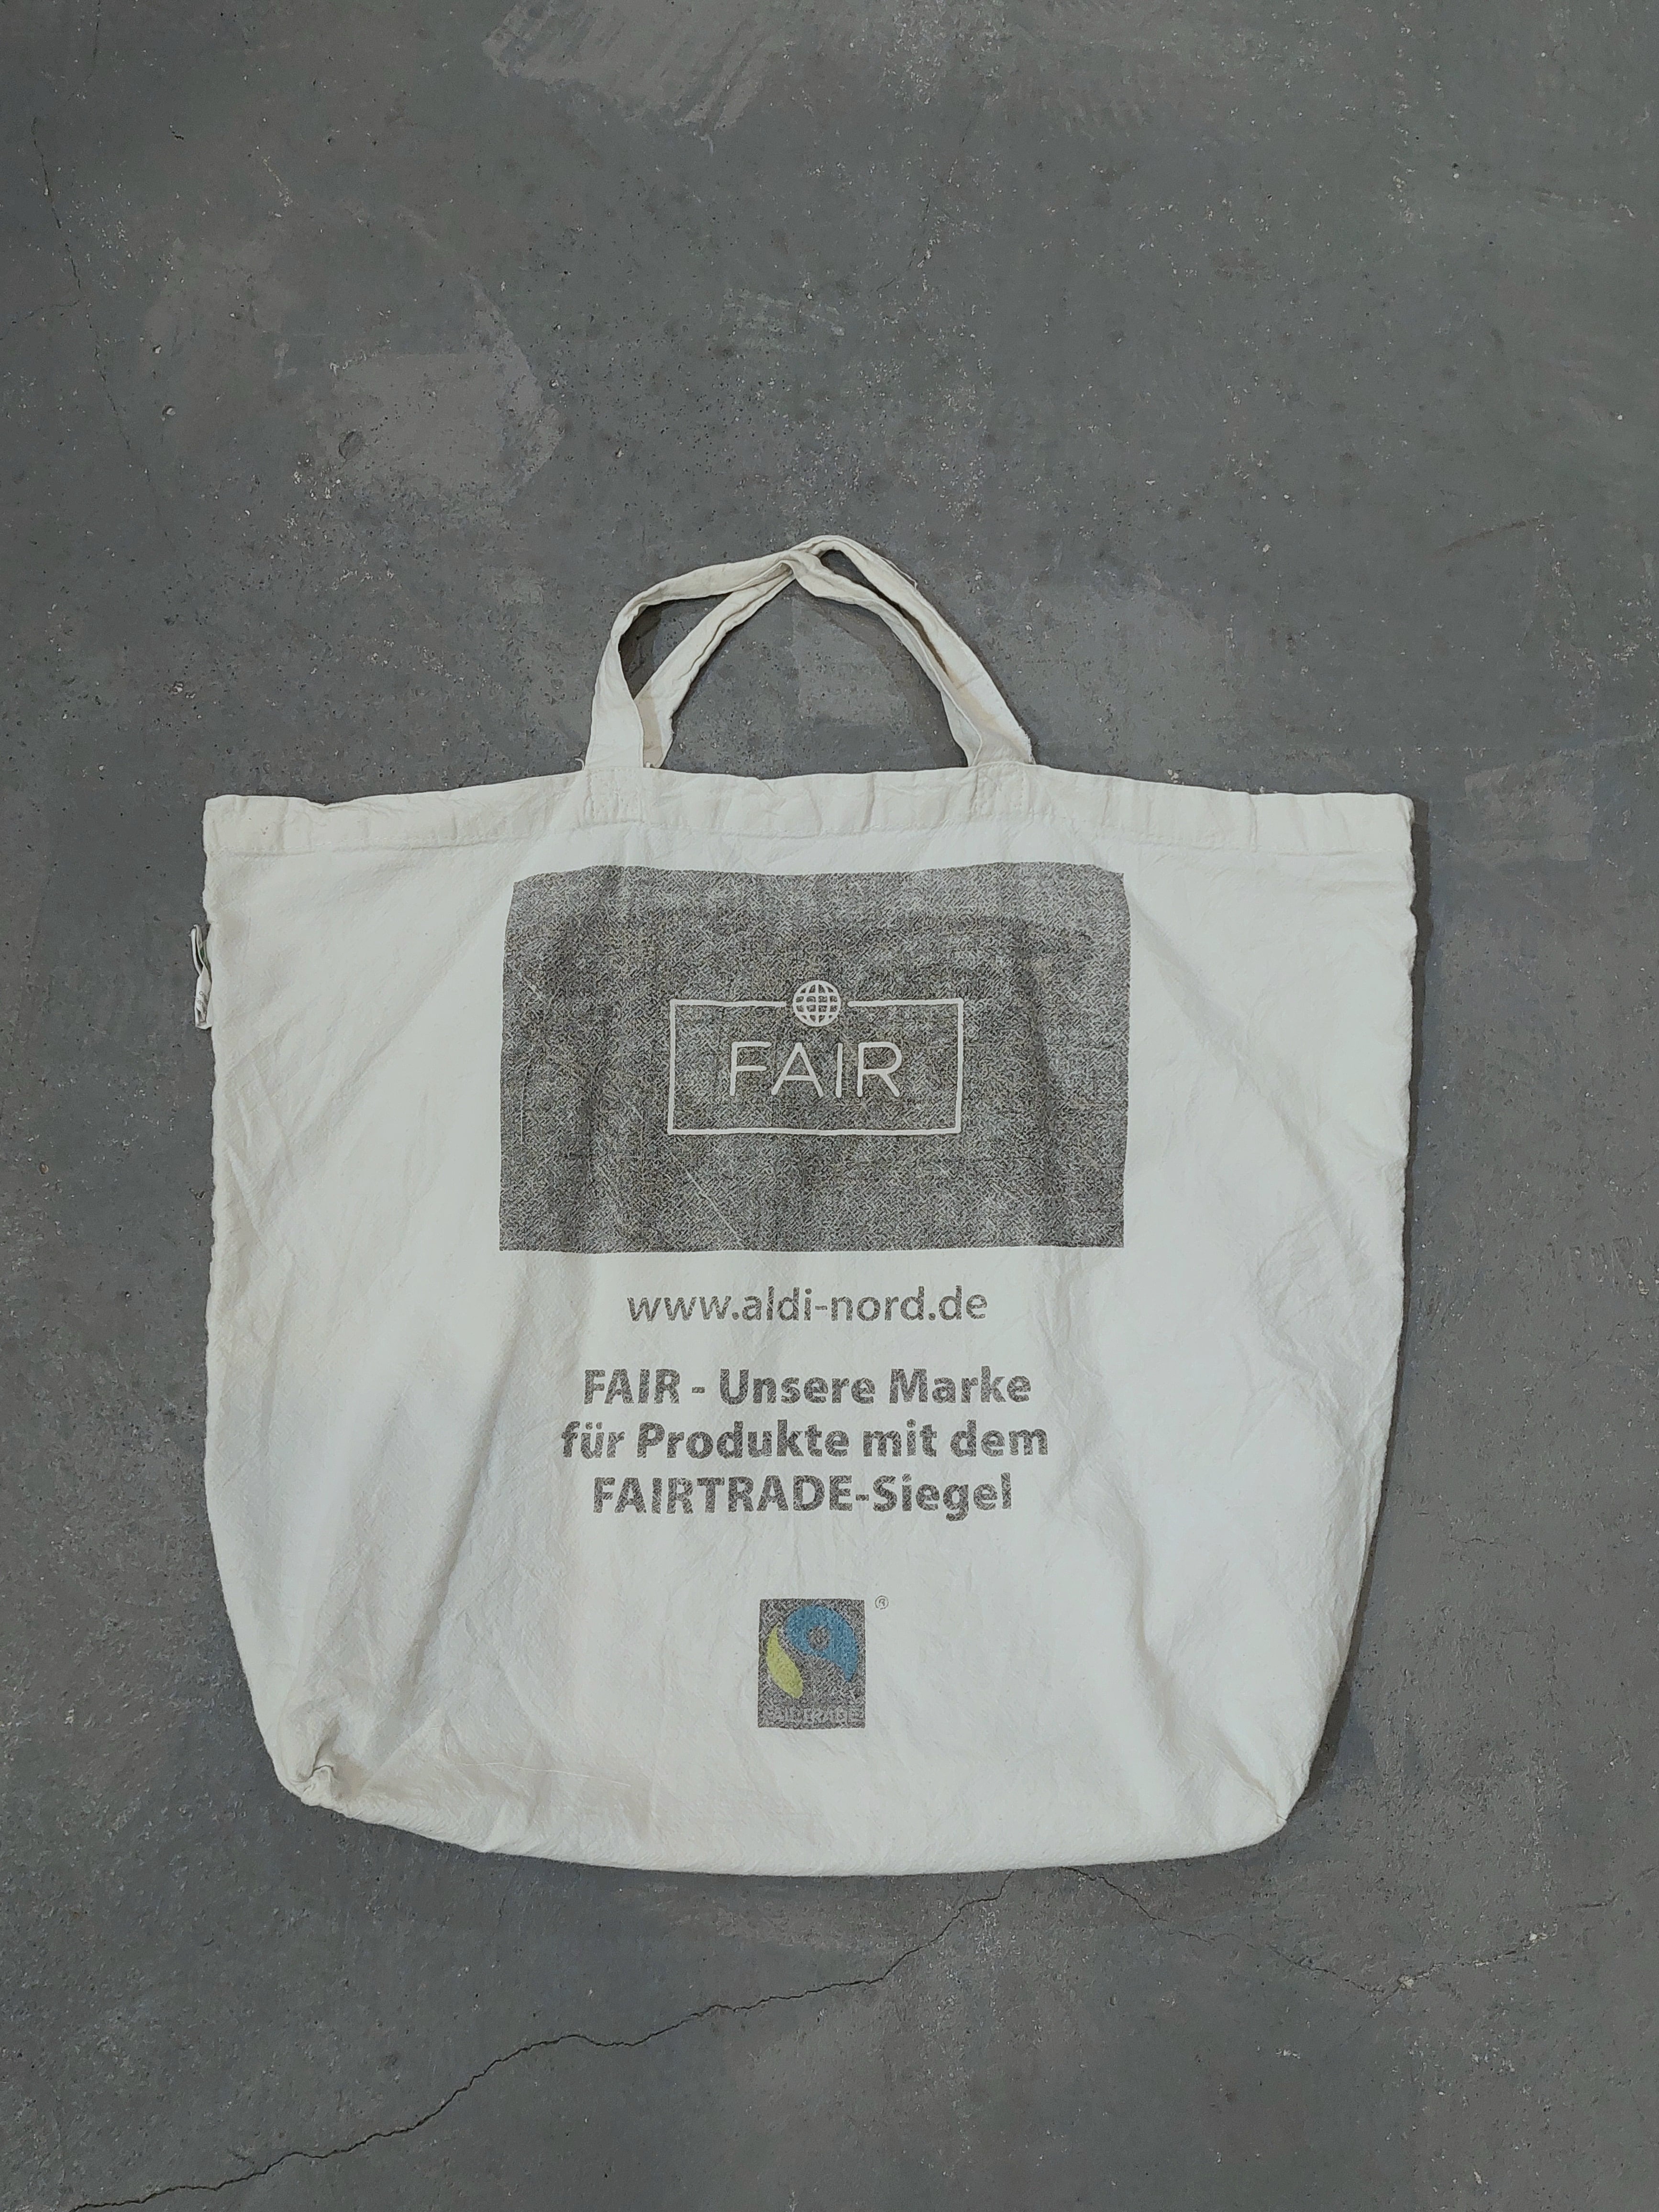 FAIR
www.aldi-nord.de
FAIR - Unsere Marke
für Produkte mit dem
FAIRTRADE-Siegel
®
FAIRTRADE